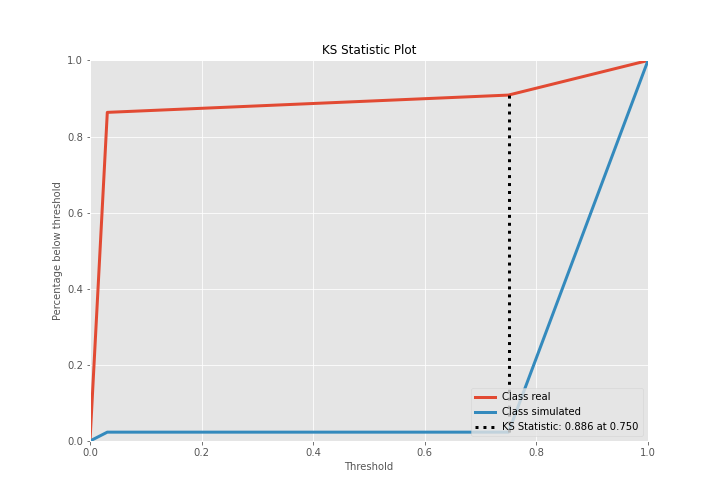 KS Statistic Plot
1.0
0.8
0.6
0.4
0.2
0.0
Percentage below threshold
0.0 0.2 0.4 0.6 0.8 1.0
Threshold
Class real
Class simulated
KS Statistic: 0.886 at 0.750